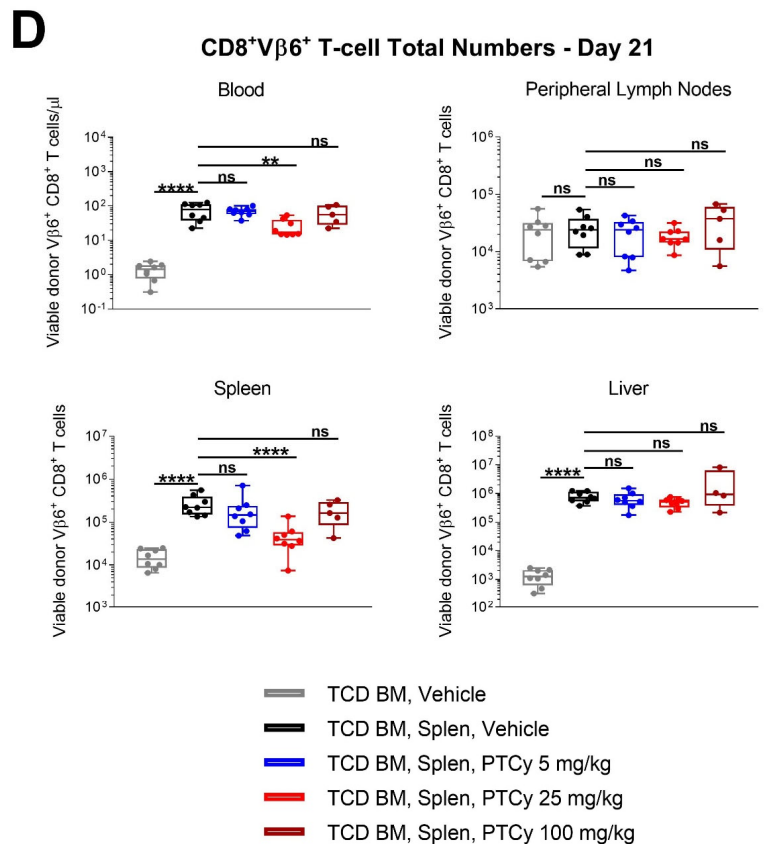 D
CD8⁺Vβ6⁺ T-cell Total Numbers - Day 21
Blood
Viable donor Vβ6⁺ CD8⁺ T cells/μl
10⁴
10³
10²
10¹
10⁰
10⁻¹
****
ns
**
ns
Peripheral Lymph Nodes
Viable donor Vβ6⁺ CD8⁺ T cells
10⁶
10⁵
10⁴
10³
ns
ns
ns
ns
Spleen
Viable donor Vβ6⁺ CD8⁺ T cells
10⁷
10⁶
10⁵
10⁴
10³
****
ns
****
ns
Liver
Viable donor Vβ6⁺ CD8⁺ T cells
10⁸
10⁷
10⁶
10⁵
10⁴
10³
10²
****
ns
ns
ns
TCD BM, Vehicle
TCD BM, Splen, Vehicle
TCD BM, Splen, PTCy 5 mg/kg
TCD BM, Splen, PTCy 25 mg/kg
TCD BM, Splen, PTCy 100 mg/kg